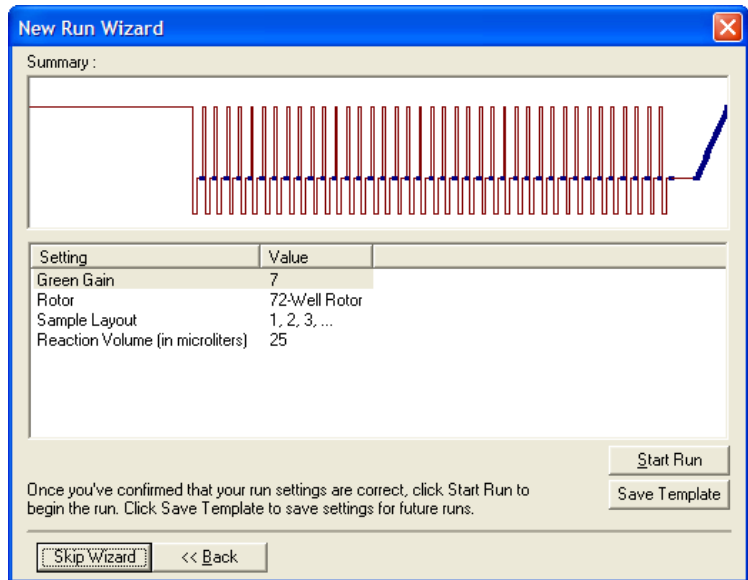 New Run Wizard
Summary :
Setting Value
Green Gain 7
Rotor 72-Well Rotor
Sample Layout 1, 2, 3, ...
Reaction Volume (in microliters) 25
Start Run
Once you've confirmed that your run settings are correct, click Start Run to
begin the run. Click Save Template to save settings for future runs.
Save Template
Skip Wizard << Back